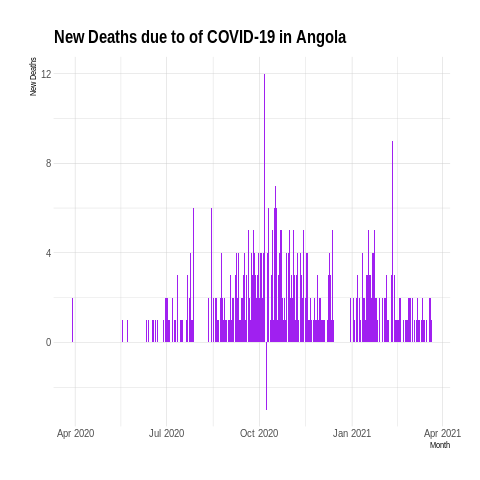 New Deaths due to of COVID-19 in Angola
New Deaths
12
8
4
0
Apr 2020 Jul 2020 Oct 2020 Jan 2021 Apr 2021
Month